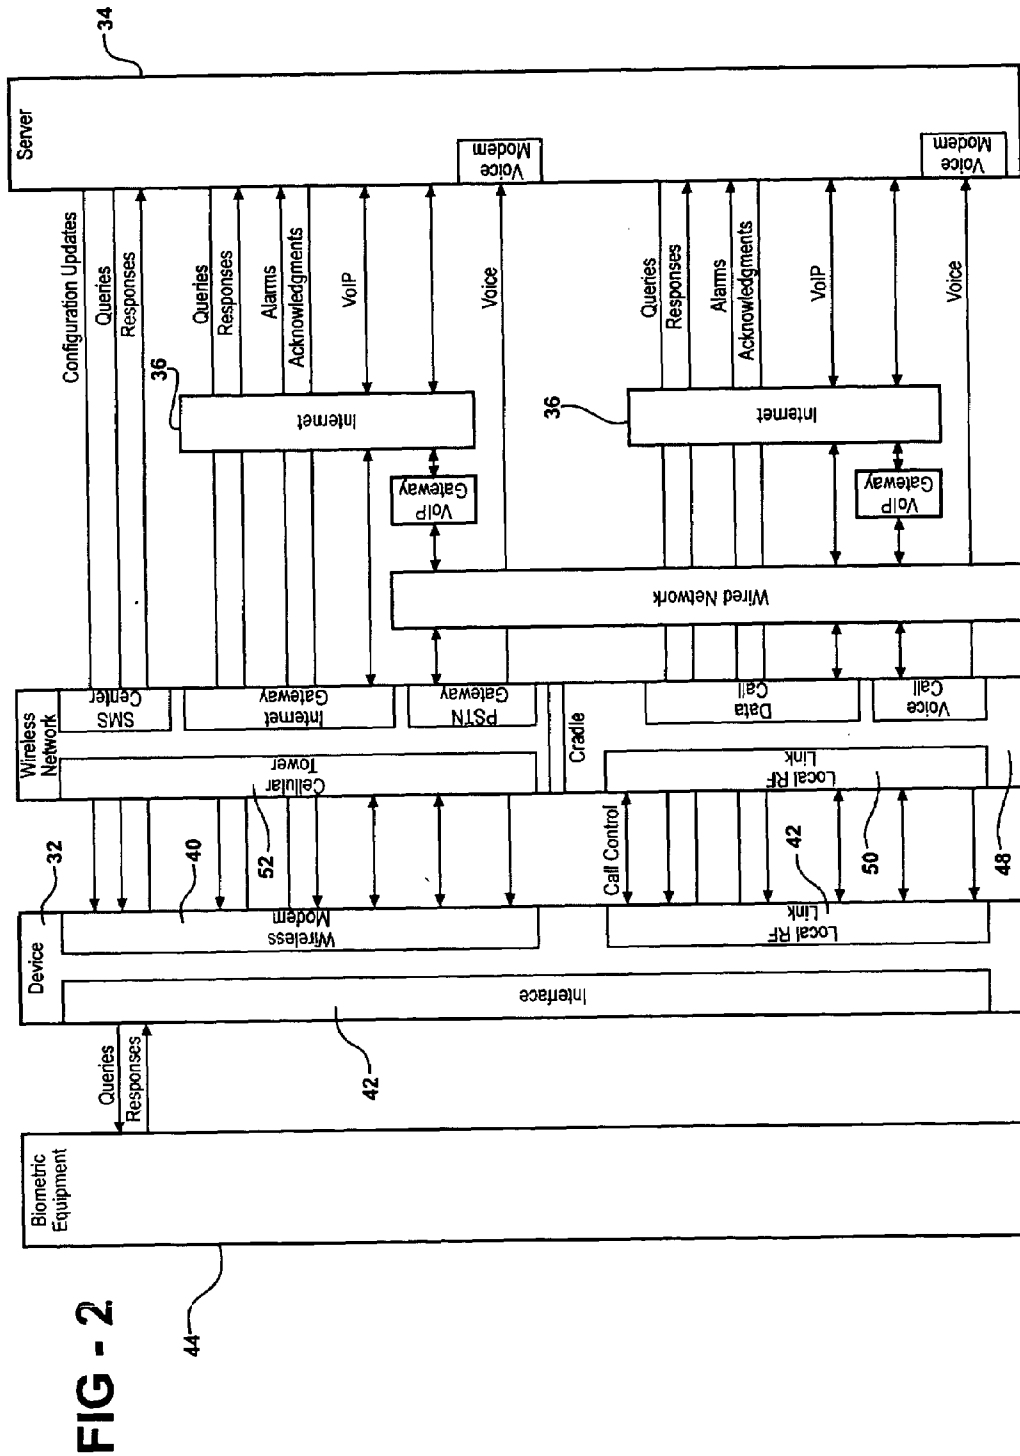 FIG - 2
Biometric
Equipment
44
Queries
Responses
Device
32
Interface
42
Wireless
Modem
40
Local RF
Link
42
Call Control
Wireless
Network
Cellular
Tower
52
SMS
Center
Internet
Gateway
PSTN
Gateway
Cradle
Local RF
Link
50
48
Data
Call
Voice
Call
Wired Network
VoIP
Gateway
VoIP
Gateway
Internet
36
Internet
36
Configuration Updates
Queries
Responses
Queries
Responses
Alarms
Acknowledgments
VoIP
Voice
Queries
Responses
Alarms
Acknowledgments
VoIP
Voice
Server
34
Voice
Modem
Voice
Modem